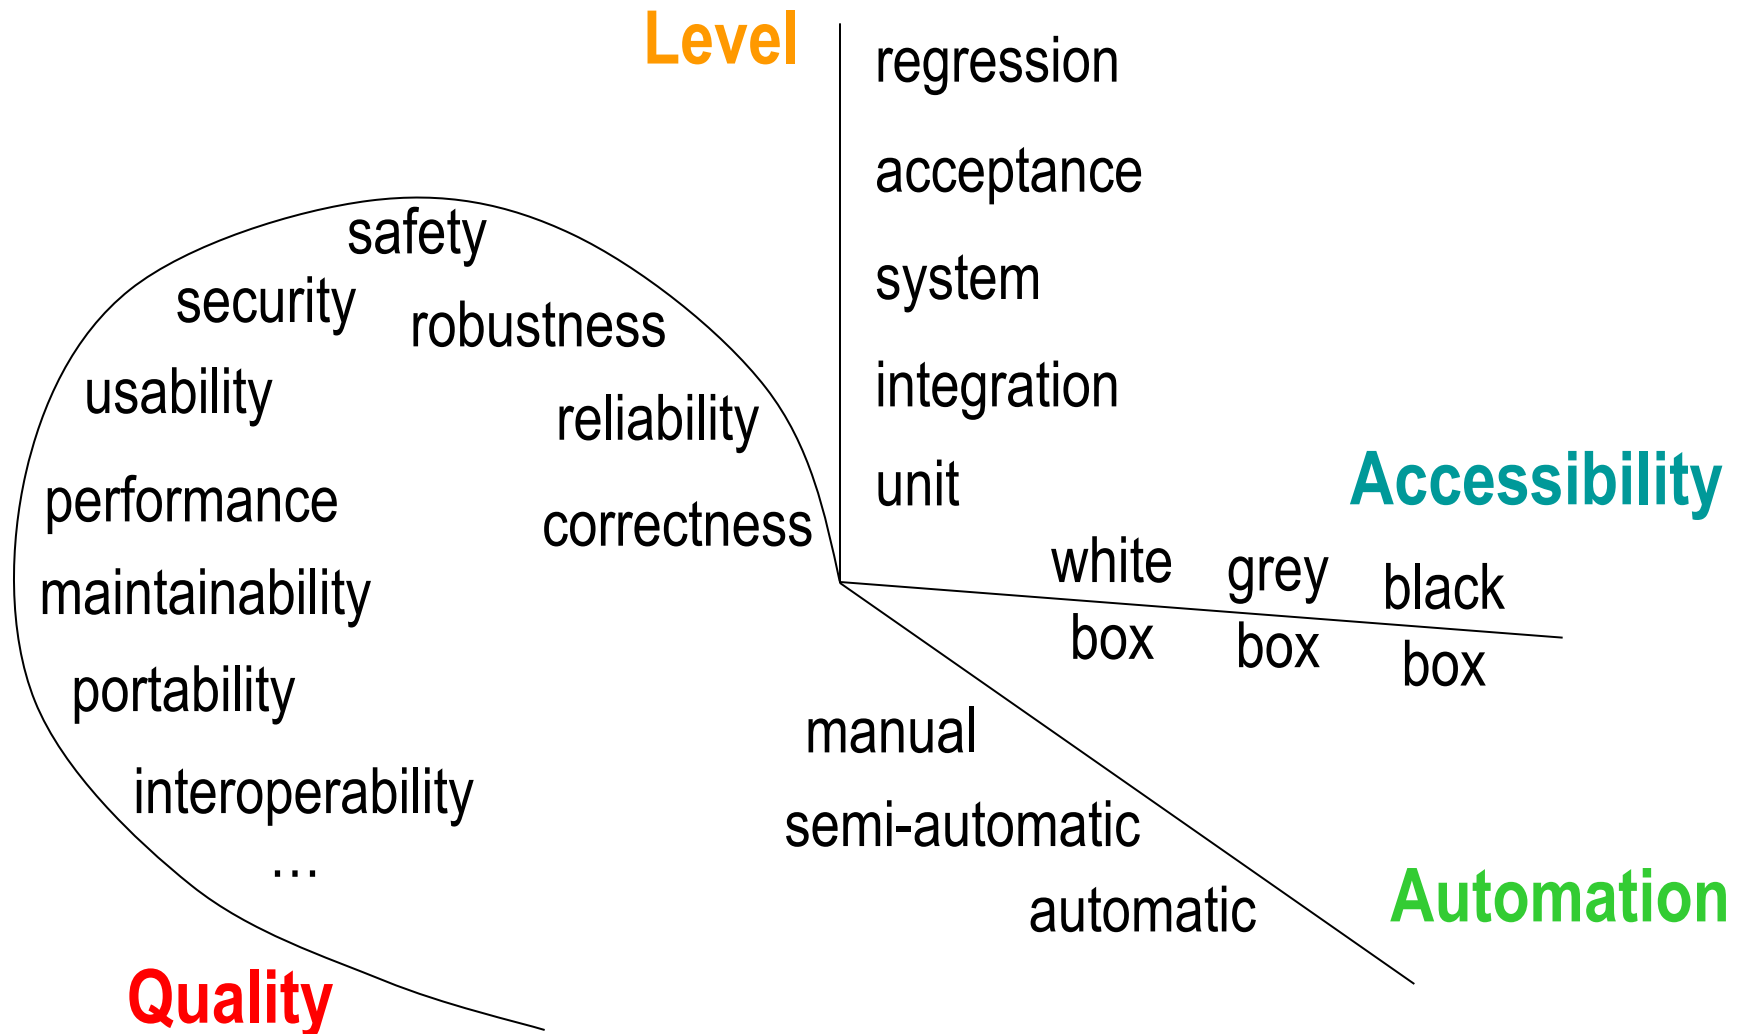 Level
regression
acceptance
system
integration
unit
Accessibility
white grey black
box box box
safety
security
robustness
usability
reliability
performance
correctness
maintainability
portability
interoperability
…
Quality
manual
semi-automatic
automatic
Automation